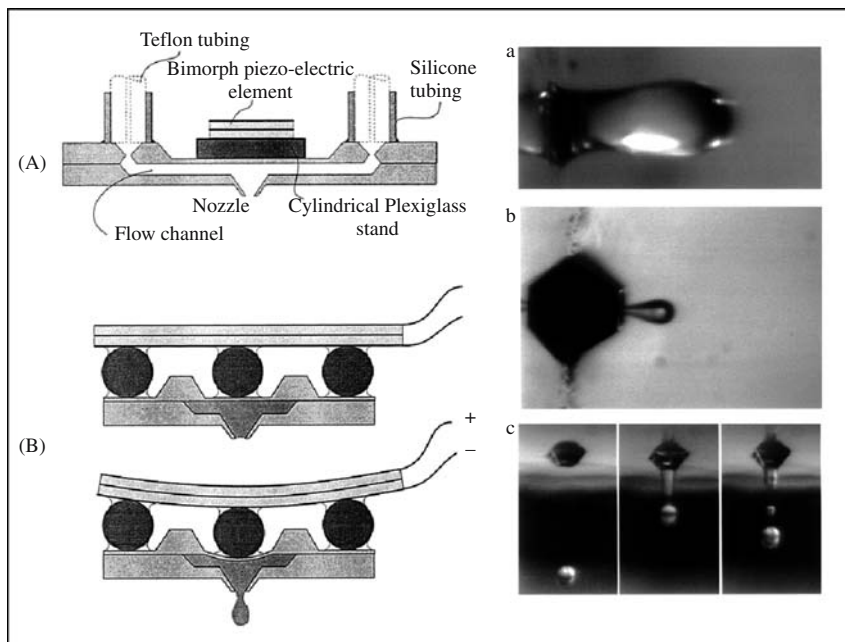 Teflon tubing
Bimorph piezo-electric
element
Silicone
tubing
(A)
Nozzle
Cylindrical Plexiglass
stand
Flow channel
(B)
+
–
a
b
c